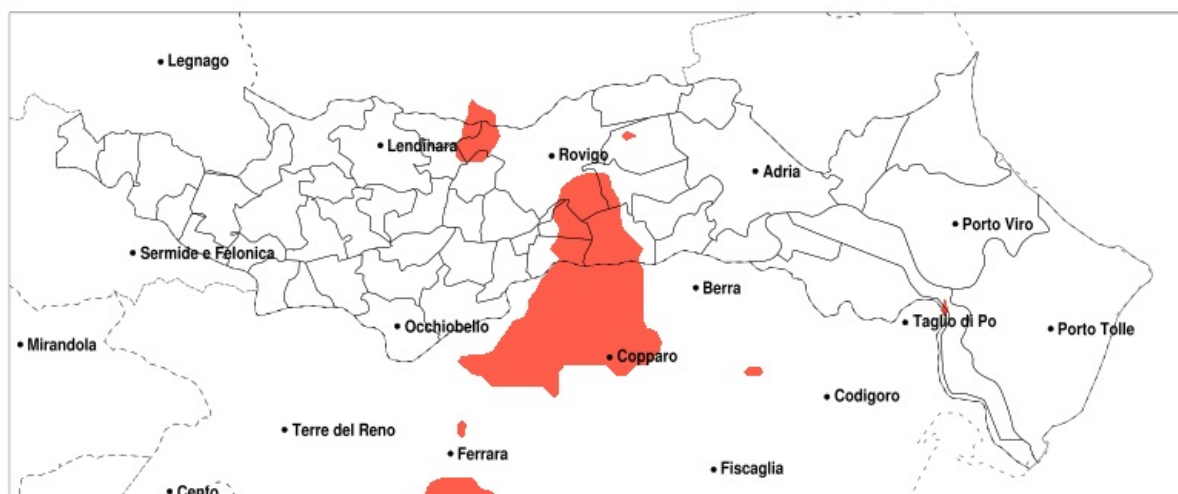 Legnago
Lendinara
Rovigo
Adria
Porto Viro
Sermide e Felonica
Berra
Occhiobello
Taglio di Po
Porto Tolle
Mirandola
Copparo
Codigoro
Terre del Reno
Ferrara
Fiscaglia
Cento